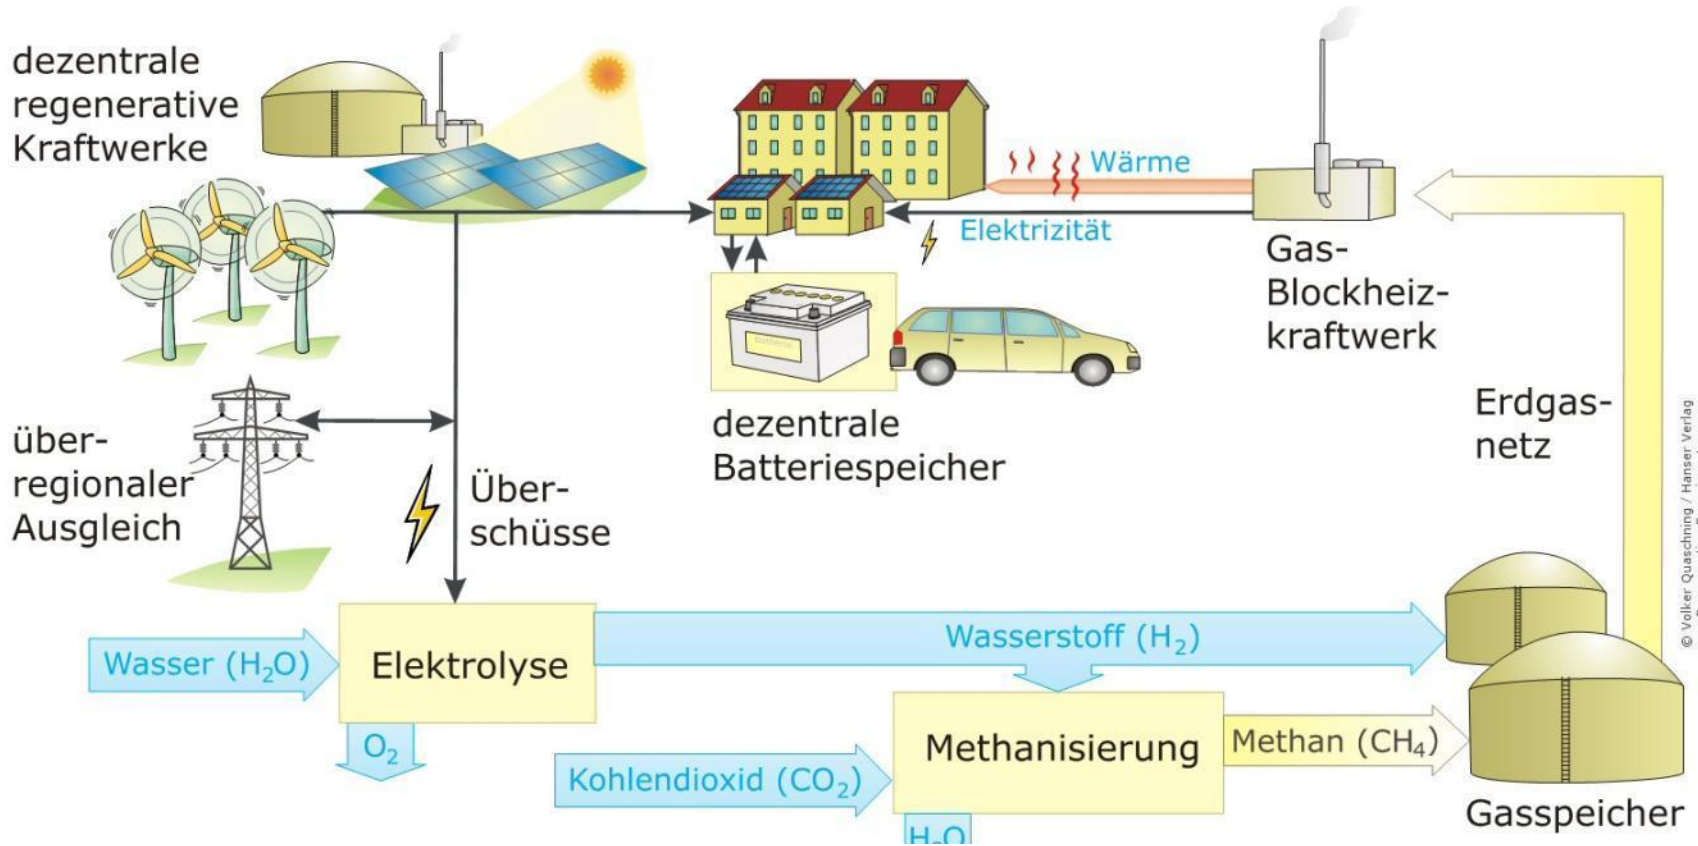 dezentrale
regenerative
Kraftwerke
Wärme
Elektrizität
Gas-
Blockheiz-
kraftwerk
Batterie
dezentrale
Batteriespeicher
Erdgas-
netz
über-
regionaler
Ausgleich
Über-
schüsse
Wasser (H₂O)
Elektrolyse
O₂
Wasserstoff (H₂)
Kohlendioxid (CO₂)
Methanisierung
H₂O
Methan (CH₄)
Gasspeicher
© Volker Quaschning / Hanser Verlag